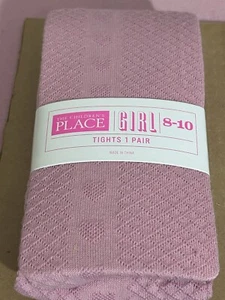 THE CHILDREN'S
PLACE
GIRL 8-10
TIGHTS 1 PAIR